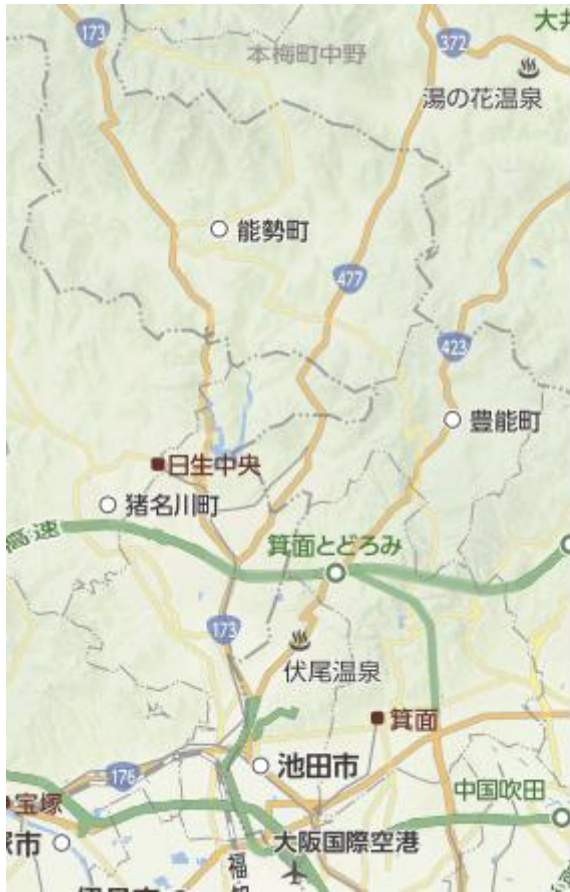 173
本梅町中野
372
大井
湯の花温泉
能勢町
477
423
豊能町
日生中央
猪名川町
高速
箕面とどろみ
173
伏尾温泉
箕面
池田市
176
中国吹田
宝塚
塚市
大阪国際空港
福